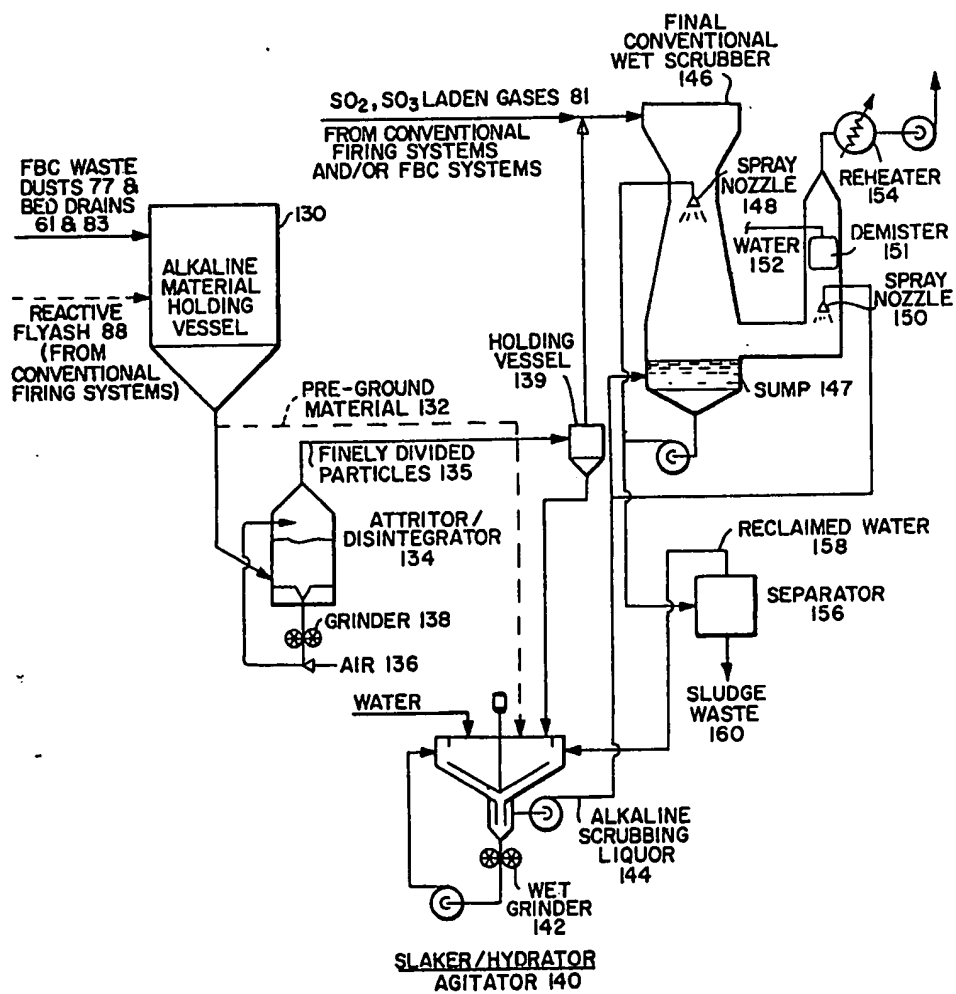 FINAL
CONVENTIONAL
WET SCRUBBER
146
SO2, SO3 LADEN GASES 81
FROM CONVENTIONAL
FIRING SYSTEMS
AND/OR FBC SYSTEMS
FBC WASTE
DUSTS 77 &
BED DRAINS
61 & 83
130
ALKALINE
MATERIAL
HOLDING
VESSEL
REACTIVE
FLYASH 88
(FROM
CONVENTIONAL
FIRING SYSTEMS)
SPRAY
NOZZLE
148
REHEATER
154
WATER
152
DEMISTER
151
SPRAY
NOZZLE
150
HOLDING
VESSEL
139
SUMP 147
PRE-GROUND
MATERIAL 132
FINELY DIVIDED
PARTICLES 135
ATTRITOR/
DISINTEGRATOR
134
GRINDER 138
AIR 136
RECLAIMED WATER
158
SEPARATOR
156
SLUDGE
WASTE
160
WATER
ALKALINE
SCRUBBING
LIQUOR
144
WET
GRINDER
142
SLAKER/HYDRATOR
AGITATOR 140